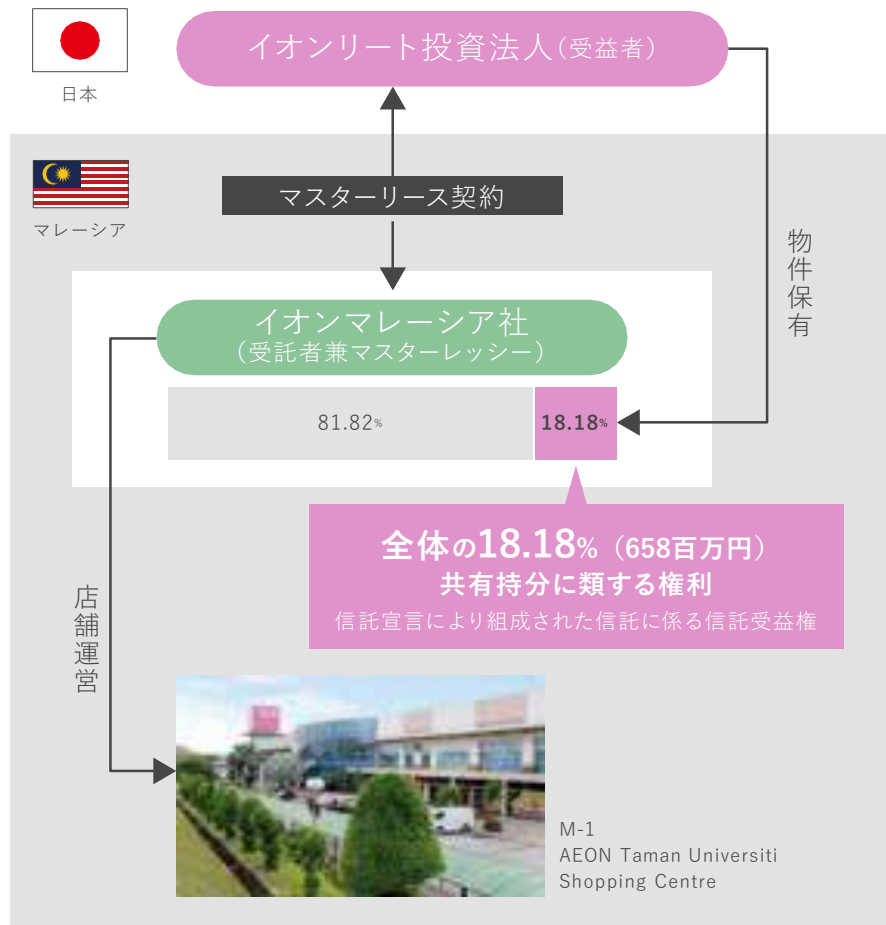 イオンリート投資法人（受益者）
日本
マスターリース契約
マレーシア
物件保有
イオンマレーシア社
（受託者兼マスターレッシー）
81.82%
18.18%
全体の18.18%（658百万円）
共有持分に類する権利
信託宣言により組成された信託に係る信託受益権
店舗運営
M-1
AEON Taman Universiti
Shopping Centre